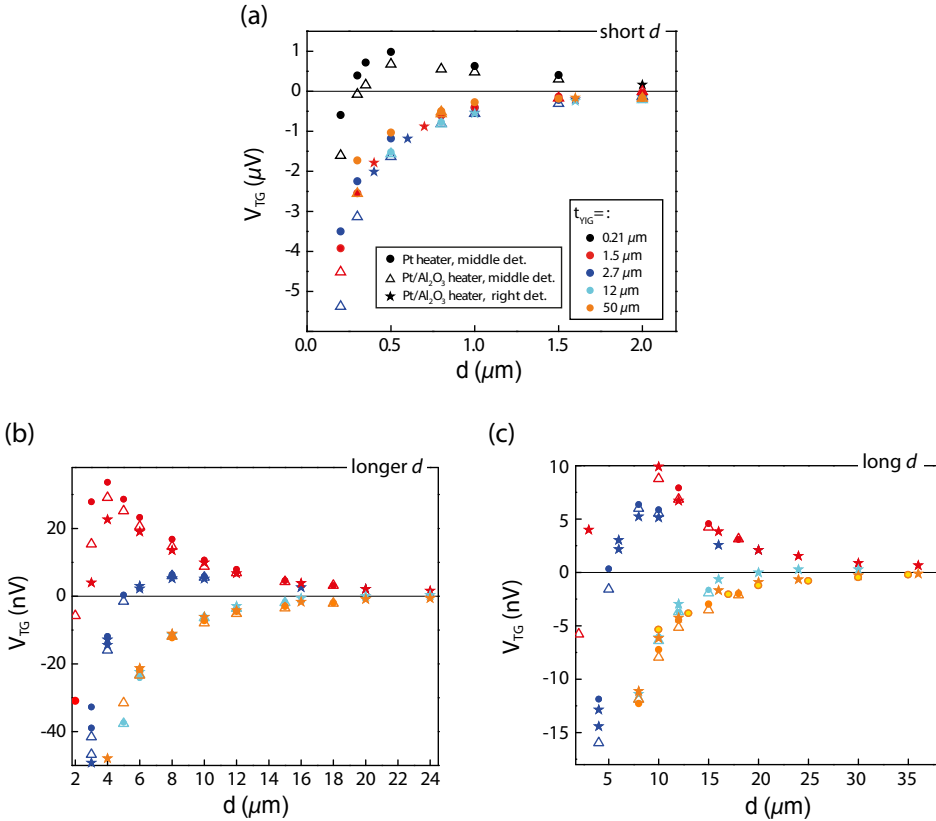 (a)
short d
1
0
-1
-2
-3
-4
-5
V_TG (µV)
0.0 0.5 1.0 1.5 2.0
d (µm)
Pt heater, middle det.
Pt/Al₂O₃ heater, middle det.
Pt/Al₂O₃ heater, right det.
t_YIG= :
0.21 µm
1.5 µm
2.7 µm
12 µm
50 µm
(b)
longer d
20
0
-20
-40
V_TG (nV)
2 4 6 8 10 12 14 16 18 20 22 24
d (µm)
(c)
long d
10
5
0
-5
-10
-15
V_TG (nV)
5 10 15 20 25 30 35
d (µm)